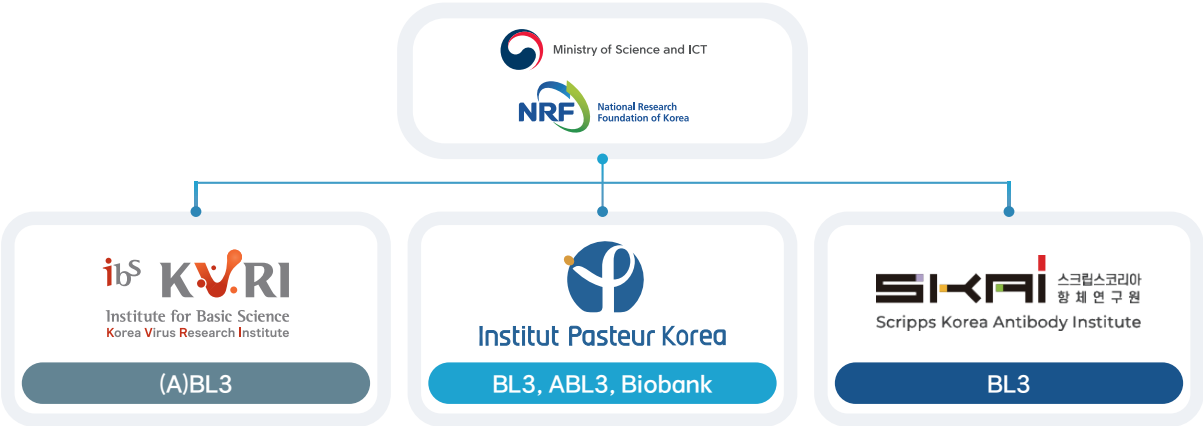 Ministry of Science and ICT
NRF
National Research
Foundation of Korea
ibs KVRI
Institute for Basic Science
Korea Virus Research Institute
(A)BL3
Institut Pasteur Korea
BL3, ABL3, Biobank
SKAI
스크립스코리아
항체연구원
Scripps Korea Antibody Institute
BL3